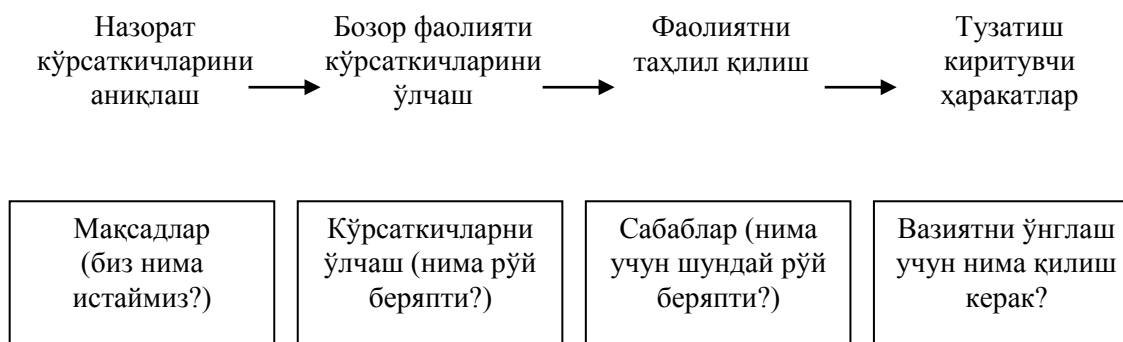 Назорат
кўрсаткичларини
аниқлаш
Бозор фаолияти
кўрсаткичларини
ўлчаш
Фаолиятни
таҳлил қилиш
Тузатиш
киритувчи
ҳаракатлар
Мақсадлар
(биз нима
истаймиз?)
Кўрсаткичларни
ўлчаш (нима рўй
беряпти?)
Сабаблар (нима
учун шундай рўй
беряпти?)
Вазиятни ўнглаш
учун нима қилиш
керак?